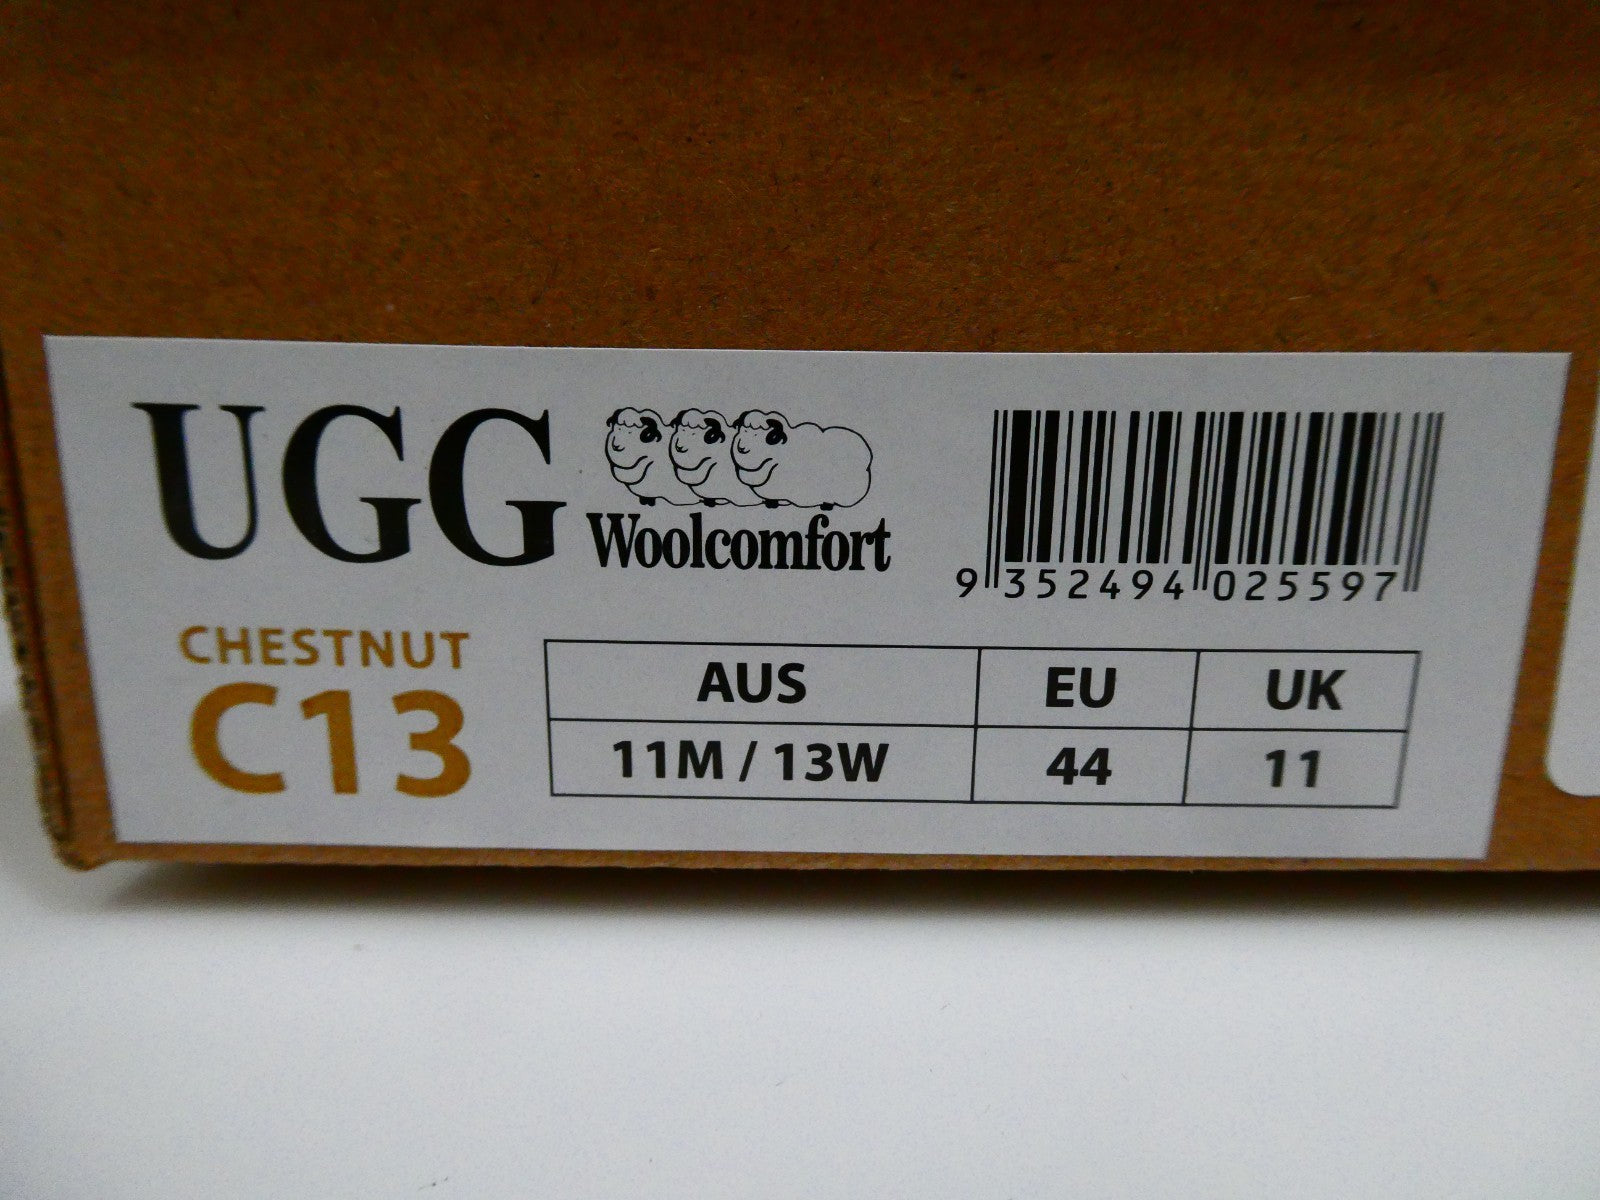 UGG Woolcomfort
9 352494 025597
CHESTNUT
C13
AUS EU UK
11M / 13W 44 11